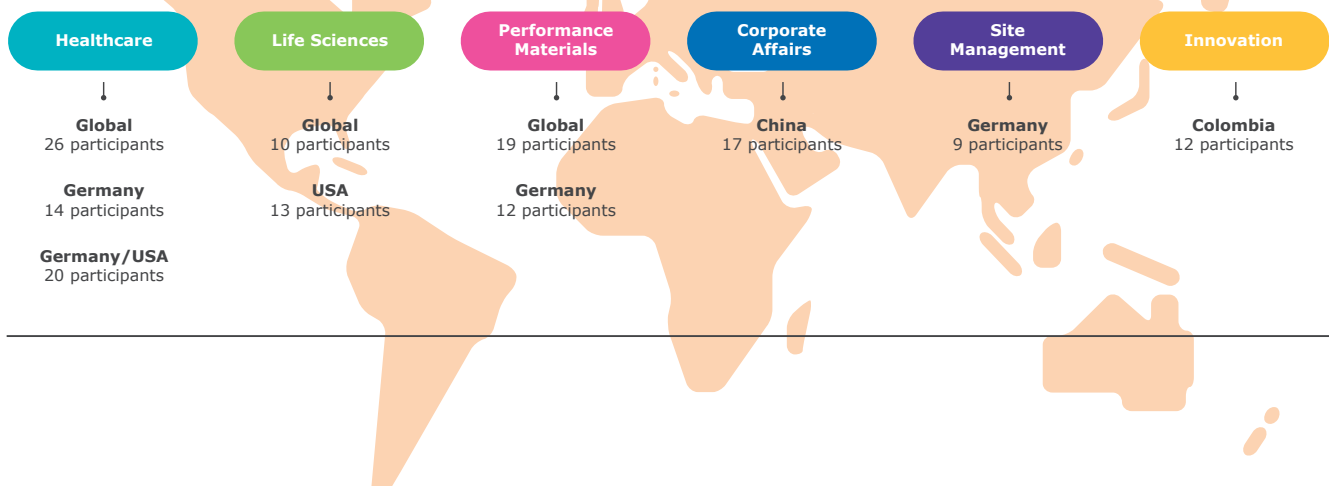 Healthcare
Global
26 participants
Germany
14 participants
Germany/USA
20 participants
Life Sciences
Global
10 participants
USA
13 participants
Performance
Materials
Global
19 participants
Germany
12 participants
Corporate
Affairs
China
17 participants
Site
Management
Germany
9 participants
Innovation
Colombia
12 participants